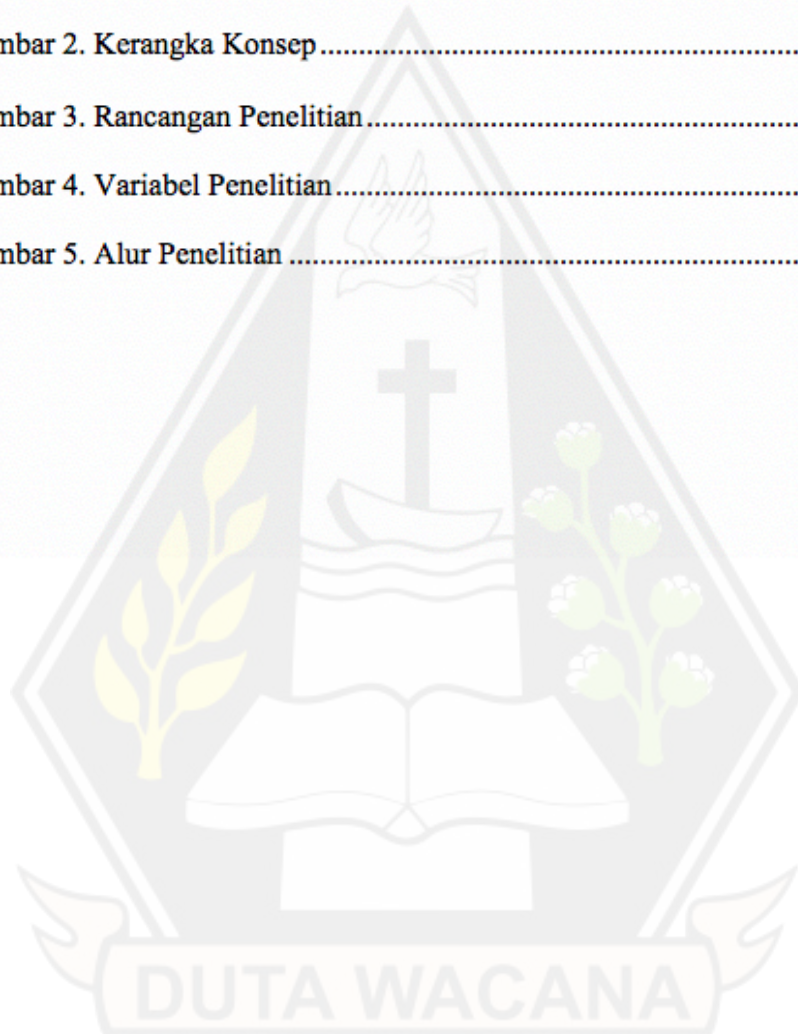 mbar 2. Kerangka Konsep..............................................................
mbar 3. Rancangan Penelitian........................................................
mbar 4. Variabel Penelitian............................................................
mbar 5. Alur Penelitian ..................................................................
DUTA WACANA